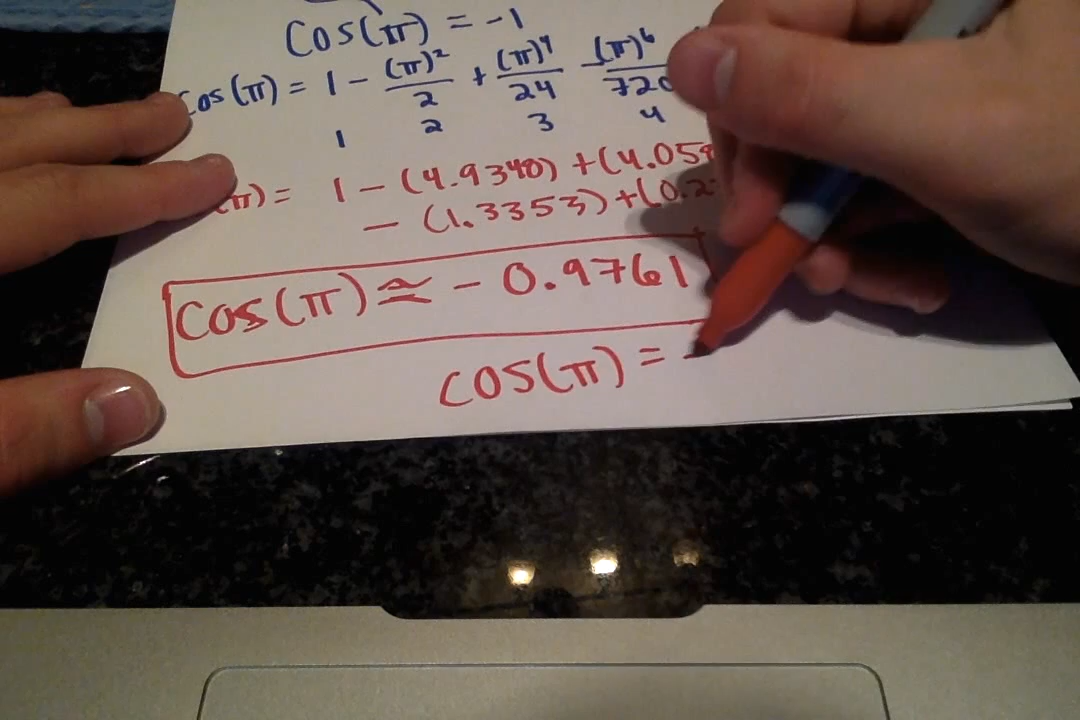 cos(π) = -1
cos(π) = 1 - (π)²/2 + (π)⁴/24 - (π)⁶/720
1 2 3 4
(π) = 1 - (4.9348) + (4.05
- (1.3353) + (0.2
cos(π) ≅ - 0.9761
cos(π) = -